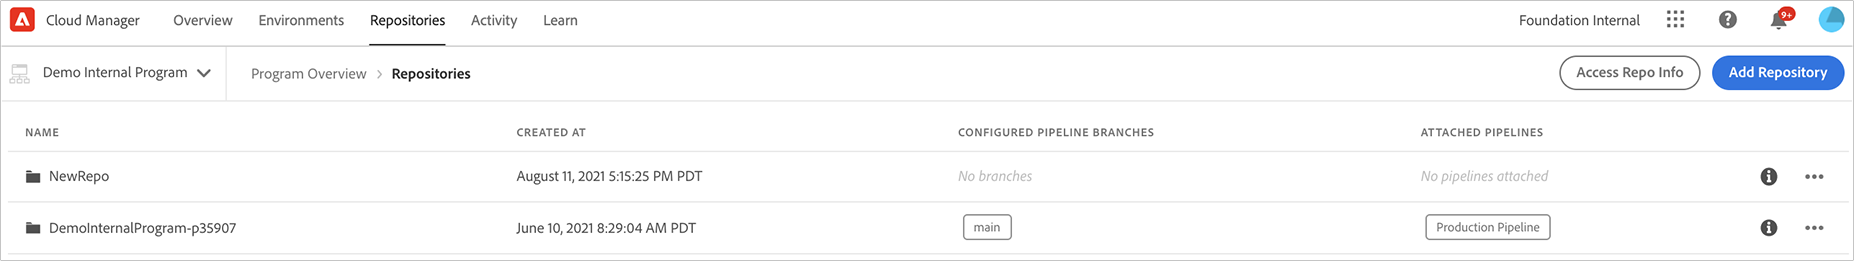 Cloud Manager Overview Environments Repositories Activity Learn Foundation Internal 9+
Demo Internal Program Program Overview > Repositories Access Repo Info Add Repository
NAME CREATED AT CONFIGURED PIPELINE BRANCHES ATTACHED PIPELINES
NewRepo August 11, 2021 5:15:25 PM PDT No branches No pipelines attached
DemoInternalProgram-p35907 June 10, 2021 8:29:04 AM PDT main Production Pipeline